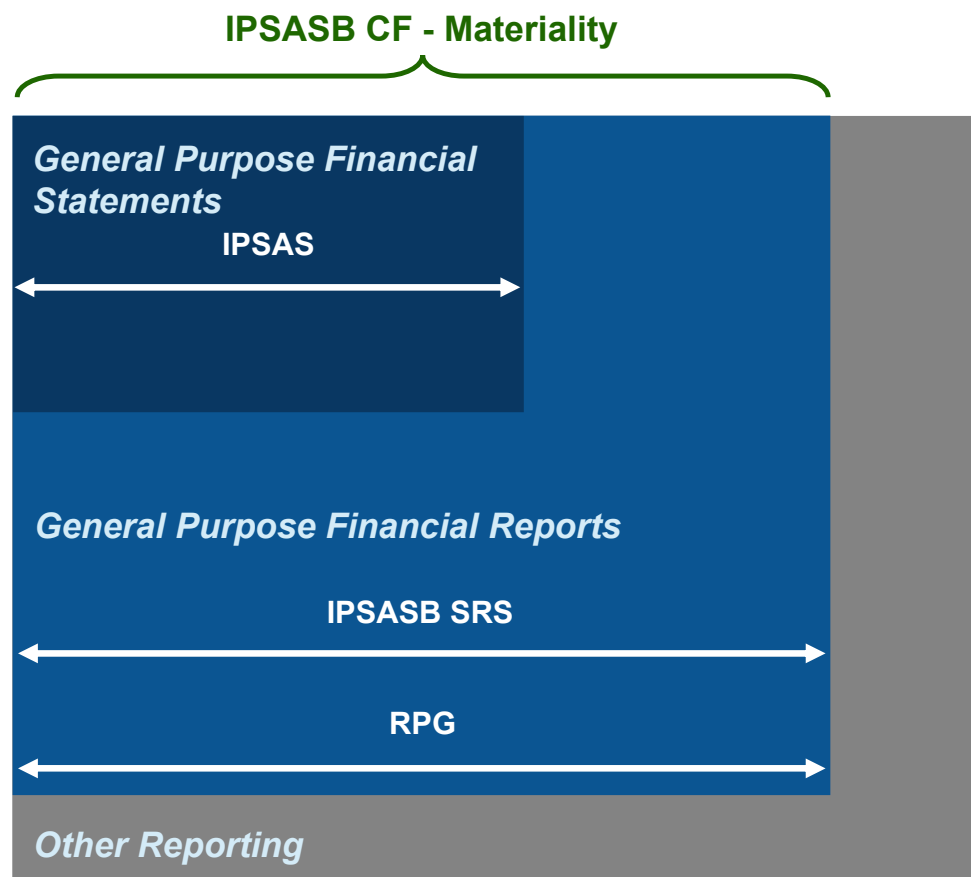 IPSASB CF - Materiality
General Purpose Financial
Statements
IPSAS
General Purpose Financial Reports
IPSASB SRS
RPG
Other Reporting